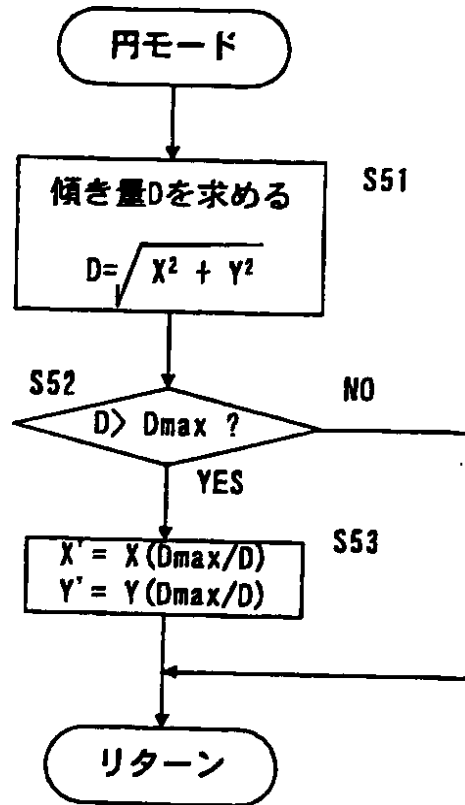 円モード
傾き量Dを求める
S51
D=√X² + Y²
S52
D> Dmax ?
NO
YES
X'= X(Dmax/D)
S53
Y'= Y(Dmax/D)
リターン